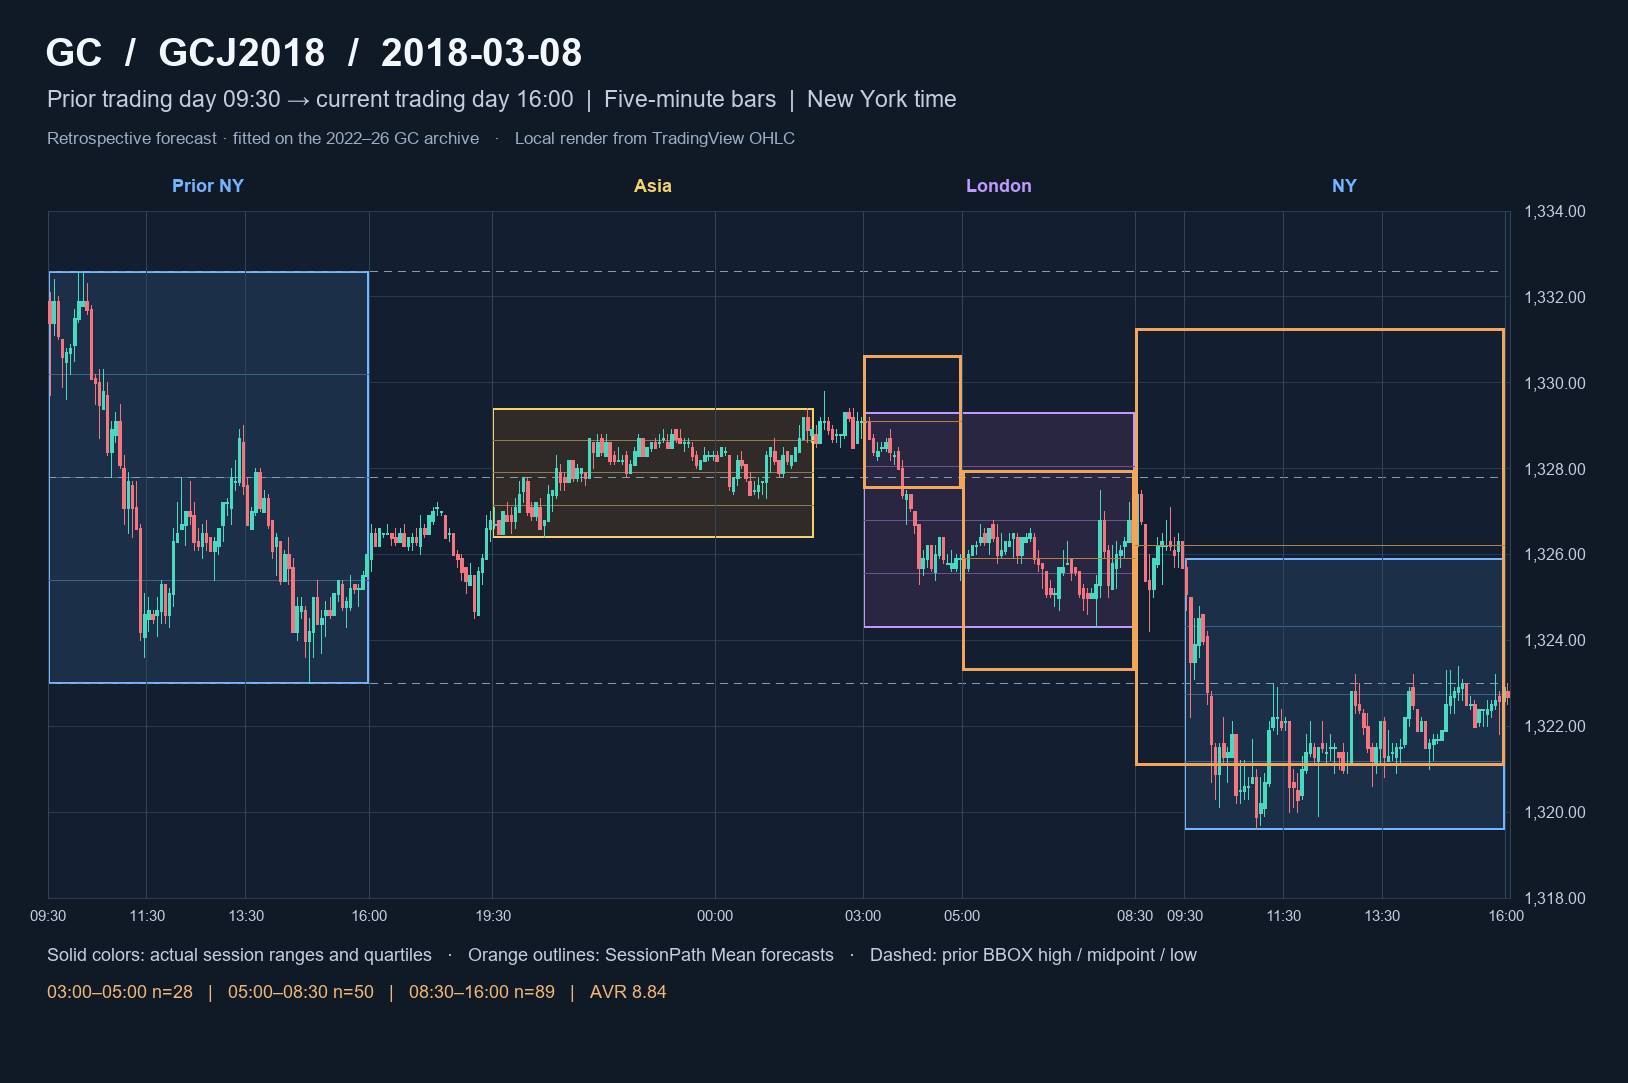 GC / GCJ2018 / 2018-03-08
Prior trading day 09:30 → current trading day 16:00 | Five-minute bars | New York time
Retrospective forecast · fitted on the 2022–26 GC archive · Local render from TradingView OHLC
Prior NY Asia London NY
1,334.00
1,332.00
1,330.00
1,328.00
1,326.00
1,324.00
1,322.00
1,320.00
1,318.00
09:30 11:30 13:30 16:00 19:30 00:00 03:00 05:00 08:30 09:30 11:30 13:30 16:00
Solid colors: actual session ranges and quartiles · Orange outlines: SessionPath Mean forecasts · Dashed: prior BBOX high / midpoint / low
03:00–05:00 n=28 | 05:00–08:30 n=50 | 08:30–16:00 n=89 | AVR 8.84